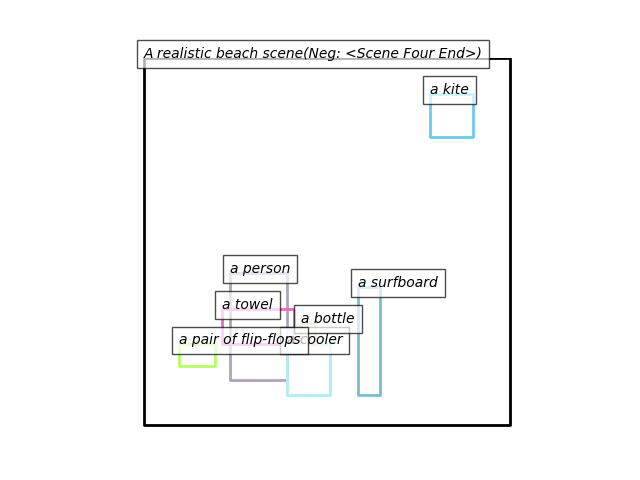 A realistic beach scene(Neg: <Scene Four End>)
a kite
a person
a surfboard
a towel
a bottle
a pair of flip-flops
a cooler